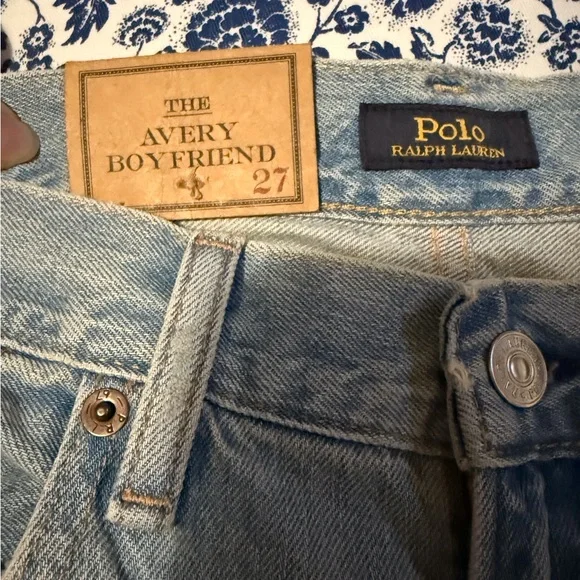 THE
AVERY
BOYFRIEND
27
Polo
RALPH LAUREN